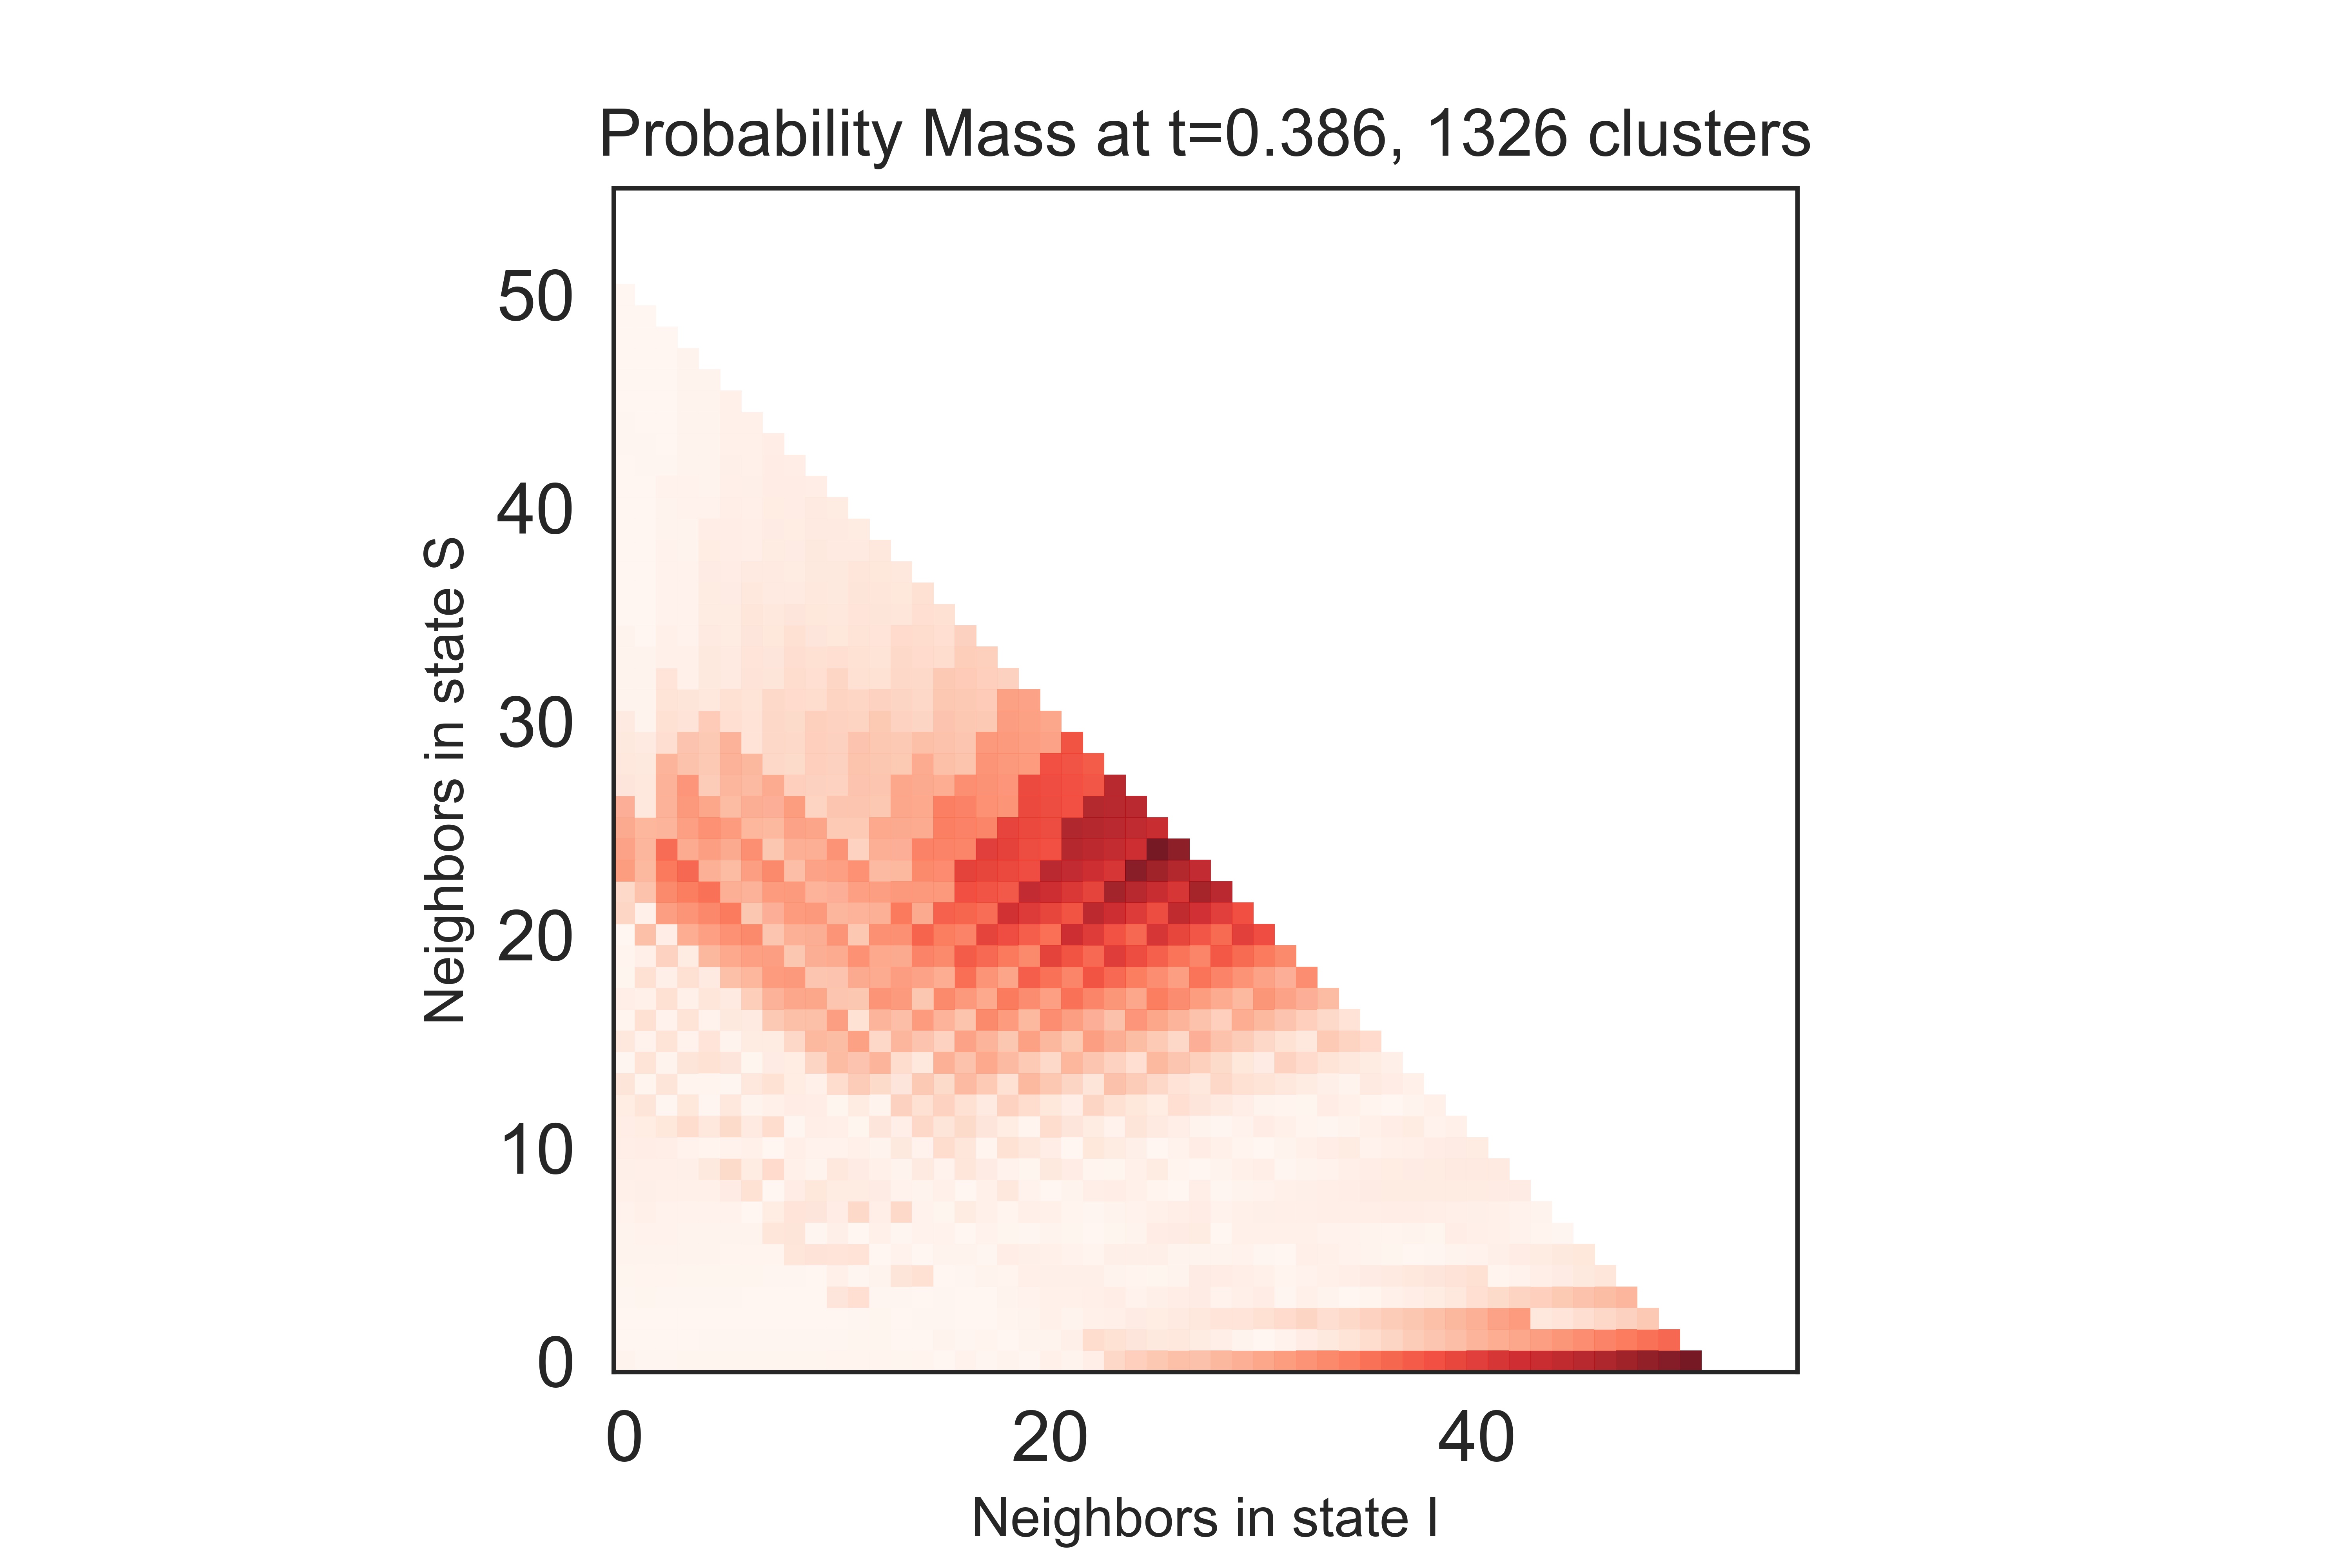 Probability Mass at t=0.386, 1326 clusters
50
40
30
20
10
0
Neighbors in state S
0 20 40
Neighbors in state I